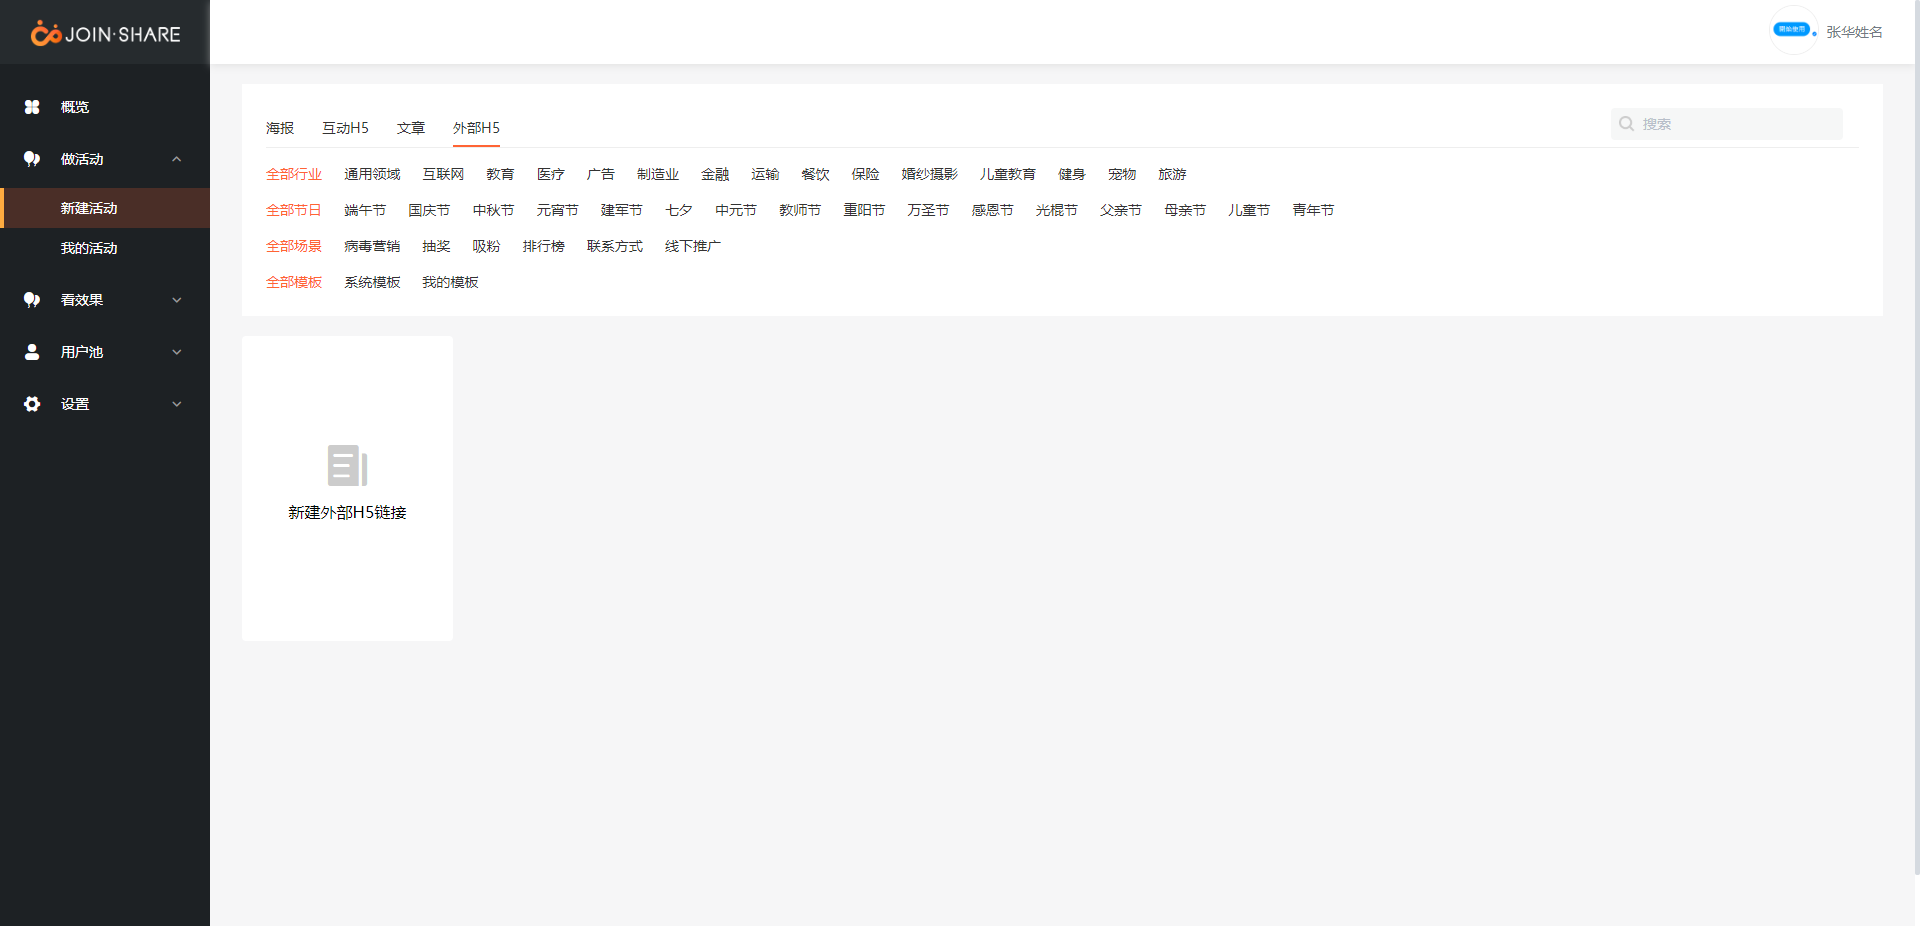 JOIN·SHARE
开始使用
张华姓名
概览
做活动
新建活动
我的活动
看效果
用户池
设置
海报 互动H5 文章 外部H5
搜索
全部行业 通用领域 互联网 教育 医疗 广告 制造业 金融 运输 餐饮 保险 婚纱摄影 儿童教育 健身 宠物 旅游
全部节日 端午节 国庆节 中秋节 元宵节 建军节 七夕 中元节 教师节 重阳节 万圣节 感恩节 光棍节 父亲节 母亲节 儿童节 青年节
全部场景 病毒营销 抽奖 吸粉 排行榜 联系方式 线下推广
全部模板 系统模板 我的模板
新建外部H5链接